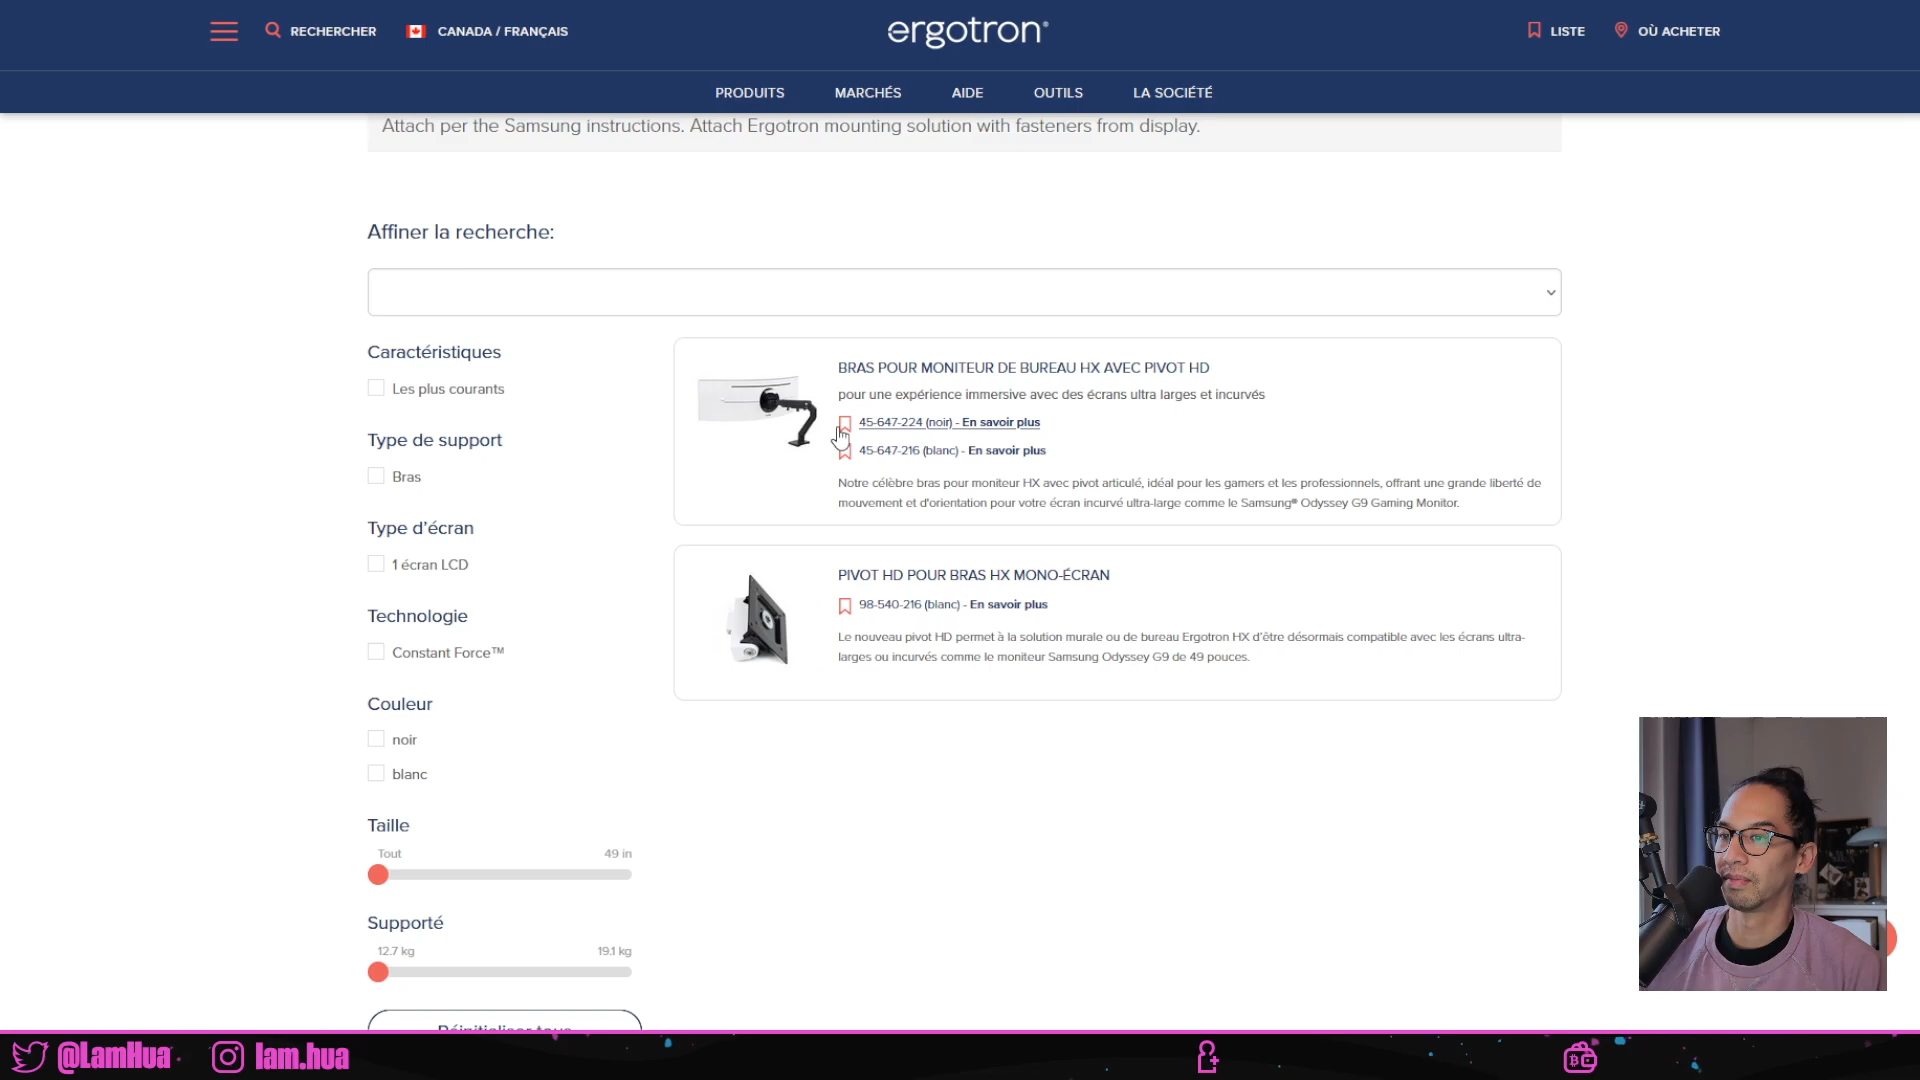 RECHERCHER
CANADA / FRANÇAIS
ergotron®
LISTE
OÙ ACHETER
PRODUITS
MARCHÉS
AIDE
OUTILS
LA SOCIÉTÉ
Attach per the Samsung instructions. Attach Ergotron mounting solution with fasteners from display.
Affiner la recherche:
Caractéristiques
Les plus courants
Type de support
Bras
Type d'écran
1 écran LCD
Technologie
Constant Force™
Couleur
noir
blanc
Taille
Tout 49 in
Supporté
12.7 kg 19.1 kg
Réinitialiser tous
BRAS POUR MONITEUR DE BUREAU HX AVEC PIVOT HD
pour une expérience immersive avec des écrans ultra larges et incurvés
45-647-224 (noir) - En savoir plus
45-647-216 (blanc) - En savoir plus
Notre célèbre bras pour moniteur HX avec pivot articulé, idéal pour les gamers et les professionnels, offrant une grande liberté de
mouvement et d'orientation pour votre écran incurvé ultra-large comme le Samsung® Odyssey G9 Gaming Monitor.
PIVOT HD POUR BRAS HX MONO-ÉCRAN
98-540-216 (blanc) - En savoir plus
Le nouveau pivot HD permet à la solution murale ou de bureau Ergotron HX d'être désormais compatible avec les écrans ultra-
larges ou incurvés comme le moniteur Samsung Odyssey G9 de 49 pouces.
@LamHua
lam.hua